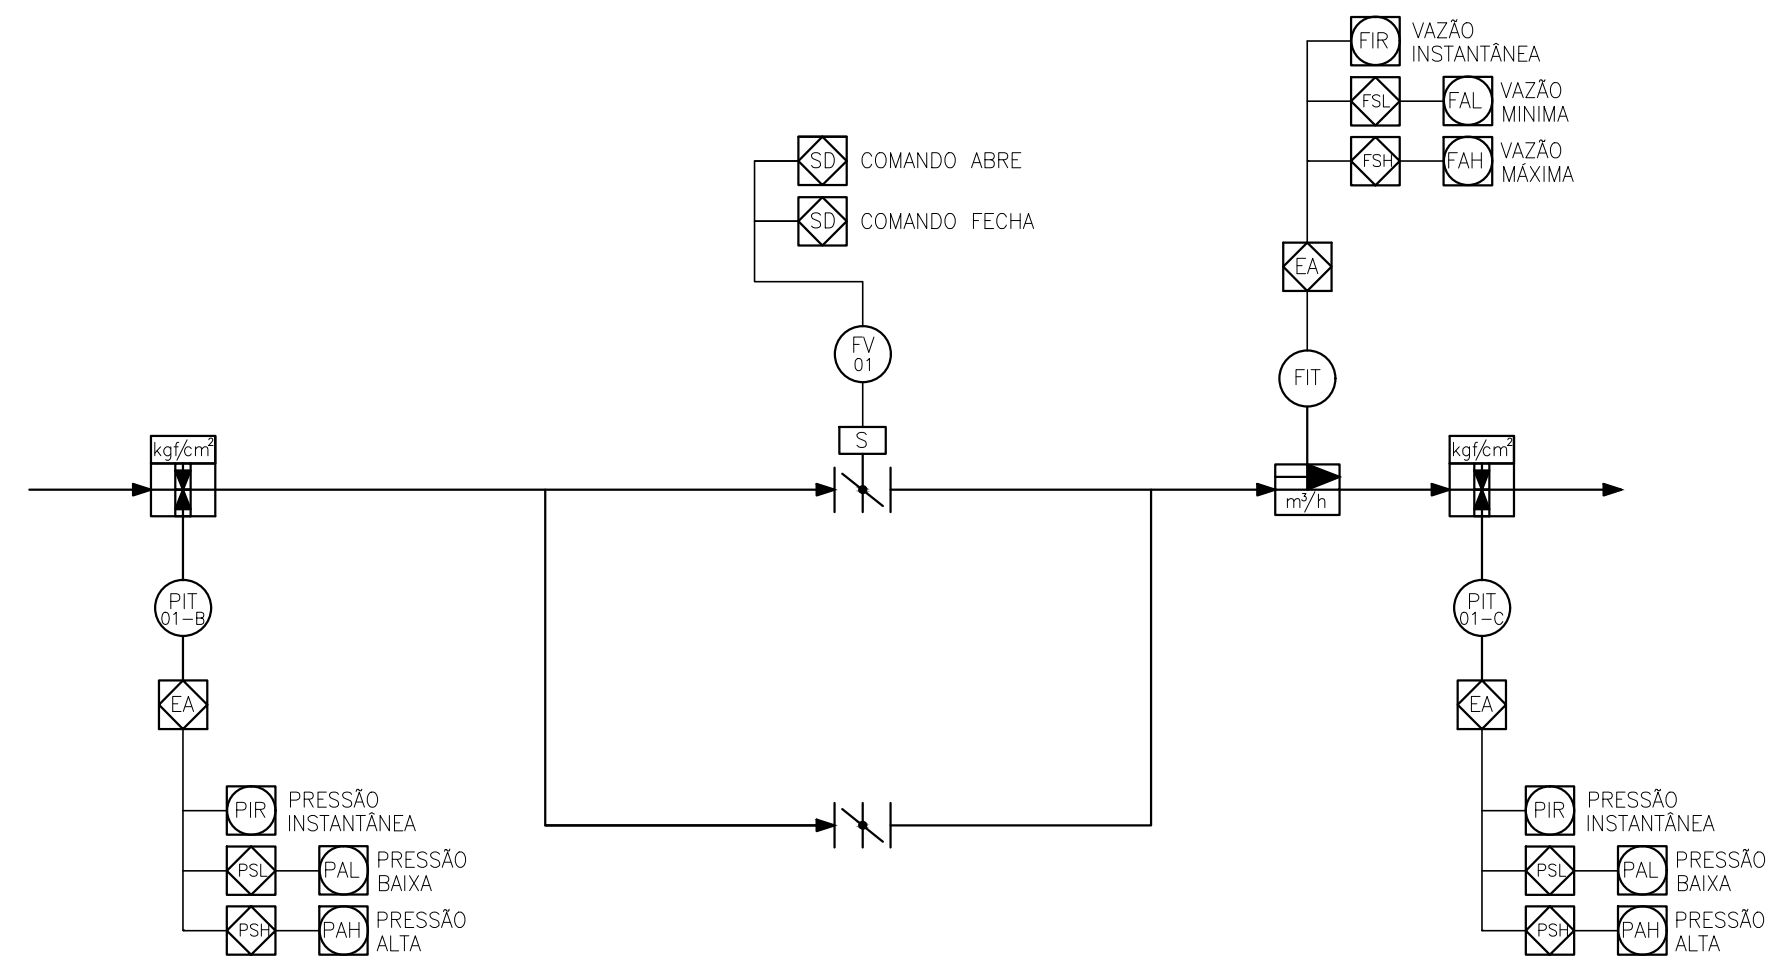 FIR
VAZÃO
INSTANTÂNEA
FSL
FAL
VAZÃO
MINIMA
FSH
FAH
VAZÃO
MÁXIMA
SD
COMANDO ABRE
SD
COMANDO FECHA
EA
FV
01
FIT
S
kgf/cm²
m³/h
kgf/cm²
PIT
01-B
PIT
01-C
EA
EA
PIR
PRESSÃO
INSTANTÂNEA
PSL
PAL
PRESSÃO
BAIXA
PSH
PAH
PRESSÃO
ALTA
PIR
PRESSÃO
INSTANTÂNEA
PSL
PAL
PRESSÃO
BAIXA
PSH
PAH
PRESSÃO
ALTA